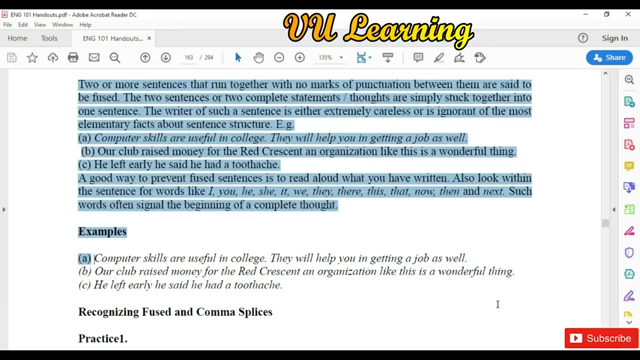 ENG 101 Handouts.pdf - Adobe Acrobat Reader DC
File Edit View Window Help
VU Learning
Home Tools ENG 101 Handouts... × Sign In
163 / 294 135%
Two or more sentences that run together with no marks of punctuation between them are said to
be fused. The two sentences or two complete statements / thoughts are simply stuck together into
one sentence. The writer of such a sentence is either extremely careless or is ignorant of the most
elementary facts about sentence structure. E.g.
(a) Computer skills are useful in college. They will help you in getting a job as well.
(b) Our club raised money for the Red Crescent an organization like this is a wonderful thing.
(c) He left early he said he had a toothache.
A good way to prevent fused sentences is to read aloud what you have written. Also look within
the sentence for words like I, you, he, she, it, we, they, there, this, that, now, then and next. Such
words often signal the beginning of a complete thought.
Examples
(a) Computer skills are useful in college. They will help you in getting a job as well.
(b) Our club raised money for the Red Crescent an organization like this is a wonderful thing.
(c) He left early he said he had a toothache.
Recognizing Fused and Comma Splices
Practice1.
Subscribe